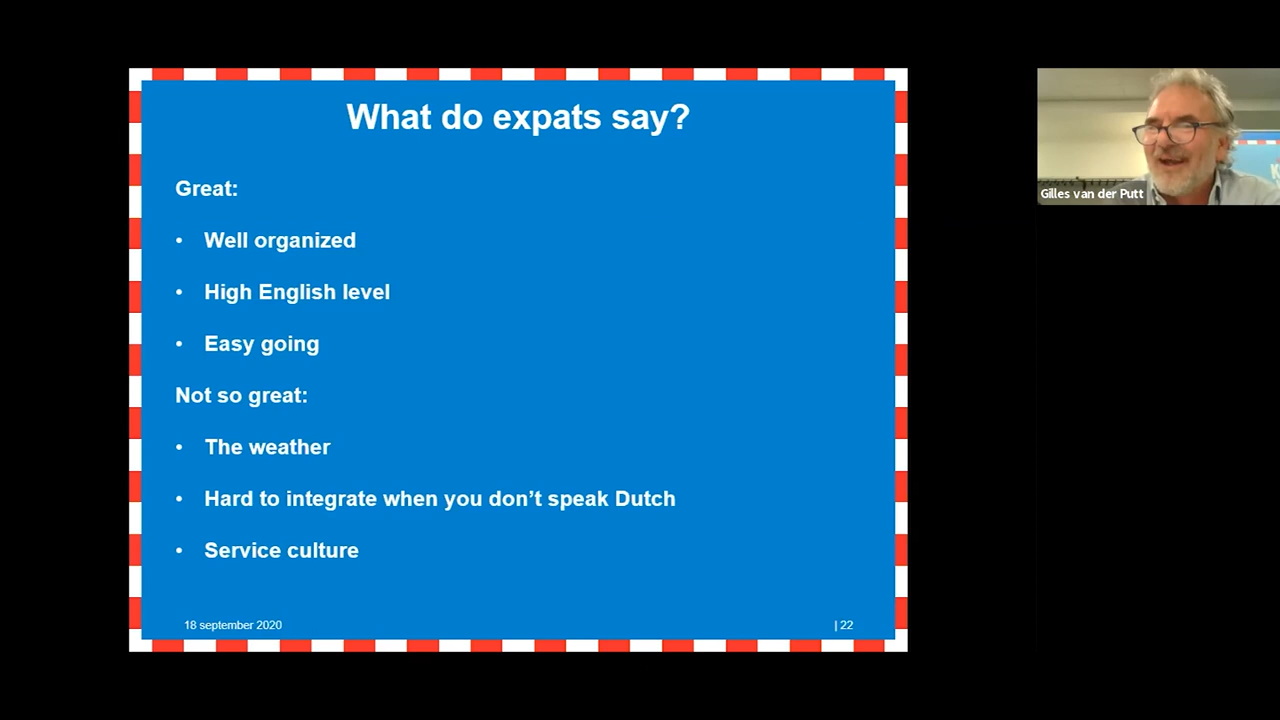 What do expats say?
Great:
• Well organized
• High English level
• Easy going
Not so great:
• The weather
• Hard to integrate when you don’t speak Dutch
• Service culture
18 september 2020
| 22
Gilles van der Putt